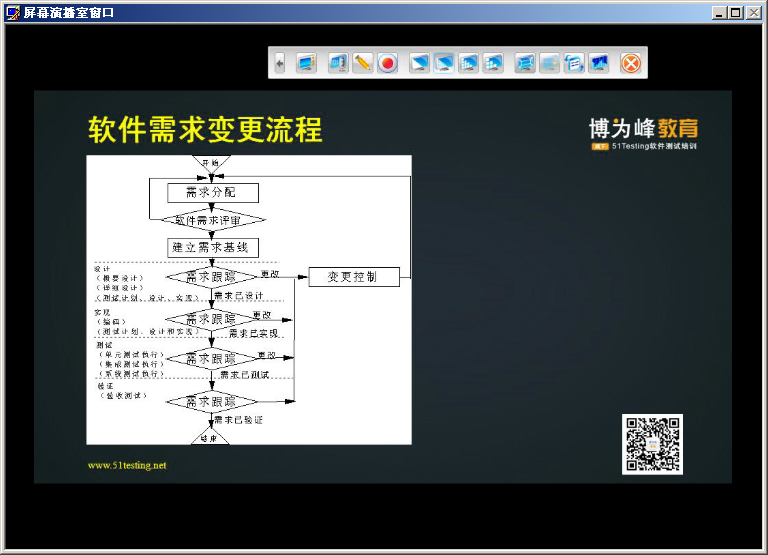 屏幕演播室窗口
软件需求变更流程
博为峰教育
51Testing软件测试培训
开始
需求分配
软件需求评审
建立需求基线
设计
(概要设计)
(详细设计)
(测试计划、设计、实现)
需求跟踪
更改
变更控制
需求已设计
实现
(编码)
(测试计划、设计和实现)
需求跟踪
更改
需求已实现
测试
(单元测试执行)
(集成测试执行)
(系统测试执行)
需求跟踪
更改
需求已测试
验证
(验收测试)
需求跟踪
需求已验证
结束
www.51testing.net